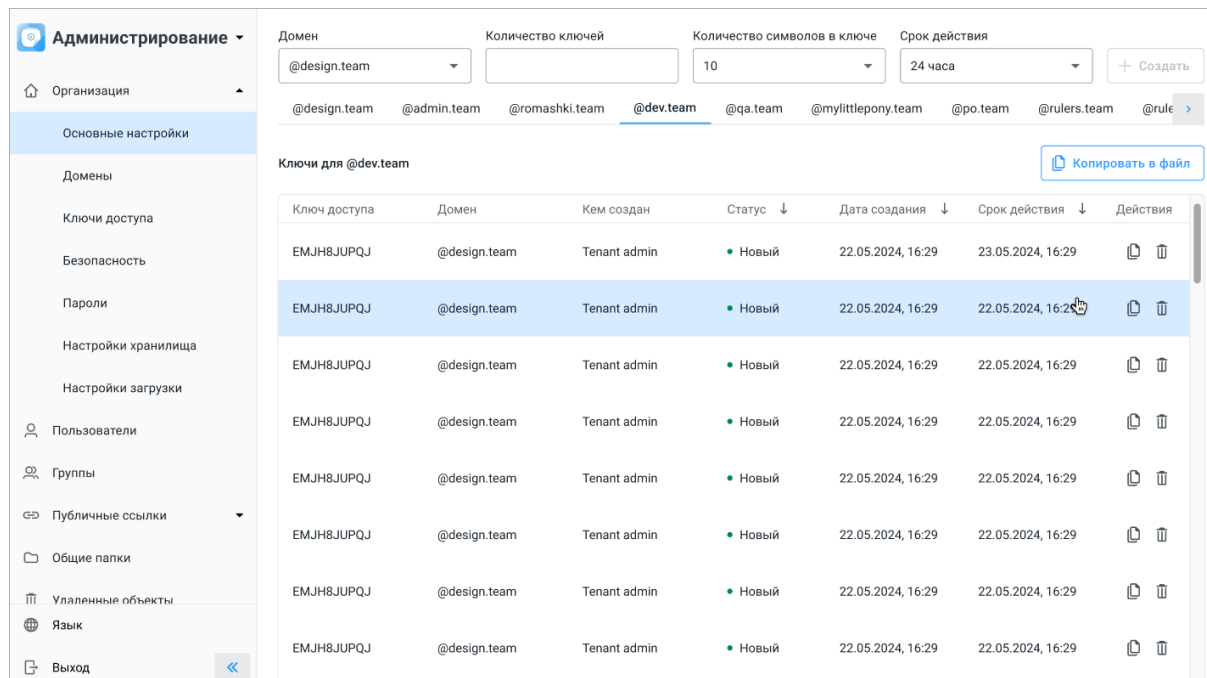 Администрирование
Организация
Основные настройки
Домены
Ключи доступа
Безопасность
Пароли
Настройки хранилища
Настройки загрузки
Пользователи
Группы
Публичные ссылки
Общие папки
Удаленные объекты
Язык
Выход
Домен Количество ключей Количество символов в ключе Срок действия
@design.team 10 24 часа + Создать
@design.team @admin.team @romashki.team @dev.team @qa.team @mylittlepony.team @po.team @rulers.team @rule
Ключи для @dev.team Копировать в файл
Ключ доступа Домен Кем создан Статус ↓ Дата создания ↓ Срок действия ↓ Действия
EMJH8JUPQJ @design.team Tenant admin • Новый 22.05.2024, 16:29 23.05.2024, 16:29
EMJH8JUPQJ @design.team Tenant admin • Новый 22.05.2024, 16:29 22.05.2024, 16:29
EMJH8JUPQJ @design.team Tenant admin • Новый 22.05.2024, 16:29 22.05.2024, 16:29
EMJH8JUPQJ @design.team Tenant admin • Новый 22.05.2024, 16:29 22.05.2024, 16:29
EMJH8JUPQJ @design.team Tenant admin • Новый 22.05.2024, 16:29 22.05.2024, 16:29
EMJH8JUPQJ @design.team Tenant admin • Новый 22.05.2024, 16:29 22.05.2024, 16:29
EMJH8JUPQJ @design.team Tenant admin • Новый 22.05.2024, 16:29 22.05.2024, 16:29
EMJH8JUPQJ @design.team Tenant admin • Новый 22.05.2024, 16:29 22.05.2024, 16:29